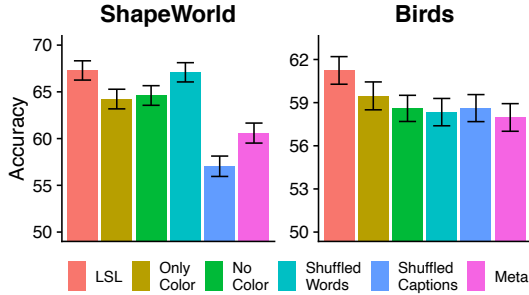 ShapeWorld
Birds
Accuracy
70
65
60
55
50
62
59
56
53
50
LSL
Only Color
No Color
Shuffled Words
Shuffled Captions
Meta